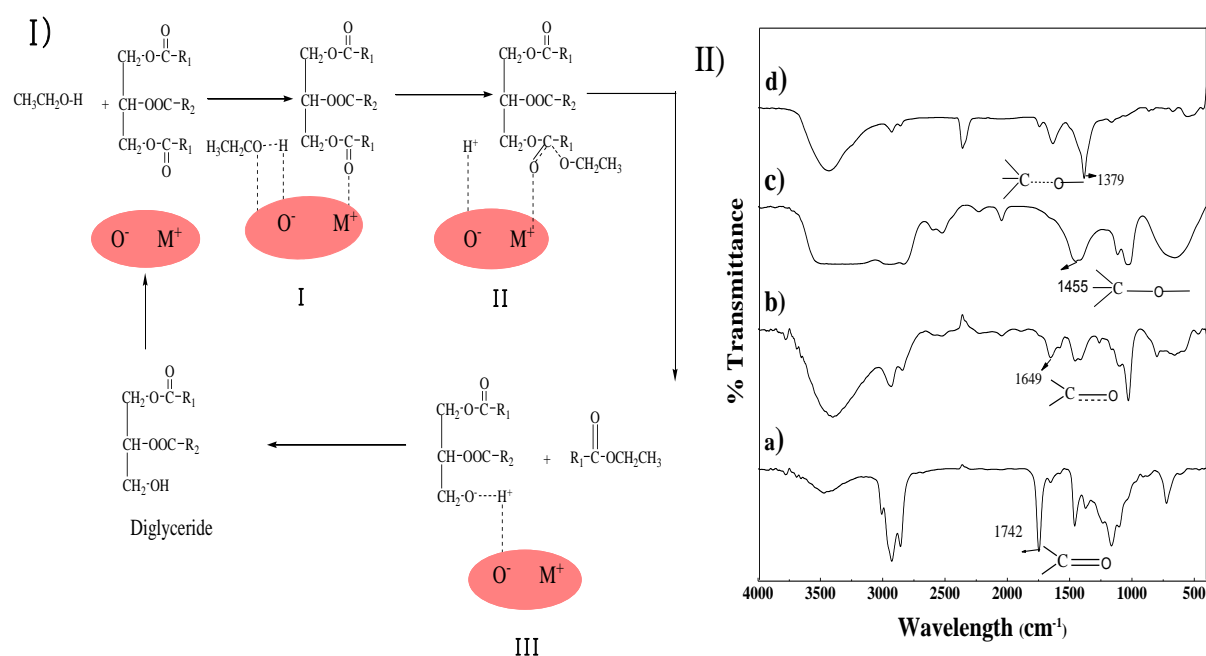 I)
O
CH₂-O-C-R₁
CH₃CH₂O-H + CH-OOC-R₂
CH₂-O-C-R₁
O
O
CH₂-O-C-R₁
CH-OOC-R₂
CH₂-O-C-R₁
O
H₃CH₂CO H
O⁻ M⁺
I
O
CH₂-O-C-R₁
CH-OOC-R₂
CH₂-OOC R₁
O O-CH₂CH₃
H⁺
O⁻ M⁺
II
O⁻ M⁺
O
CH₂-O-C-R₁
CH-OOC-R₂
CH₂-OH
Diglyceride
O
CH₂-O-C-R₁
CH-OOC-R₂
CH₂-O⁻ H⁺
+
O
R₁-C-OCH₂CH₃
O⁻ M⁺
III
II)
d)
C O
1379
c)
1455
C O
b)
1649
C O
a)
1742
C O
% Transmittance
4000 3500 3000 2500 2000 1500 1000 500
Wavelength (cm⁻¹)